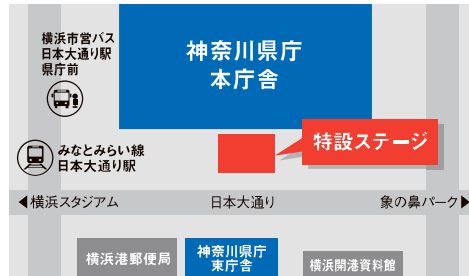 横浜市営バス
日本大通り駅
県庁前
神奈川県庁
本庁舎
特設ステージ
みなとみらい線
日本大通り駅
◀横浜スタジアム
日本大通り
象の鼻パーク▶
横浜港郵便局
神奈川県庁
東庁舎
横浜開港資料館